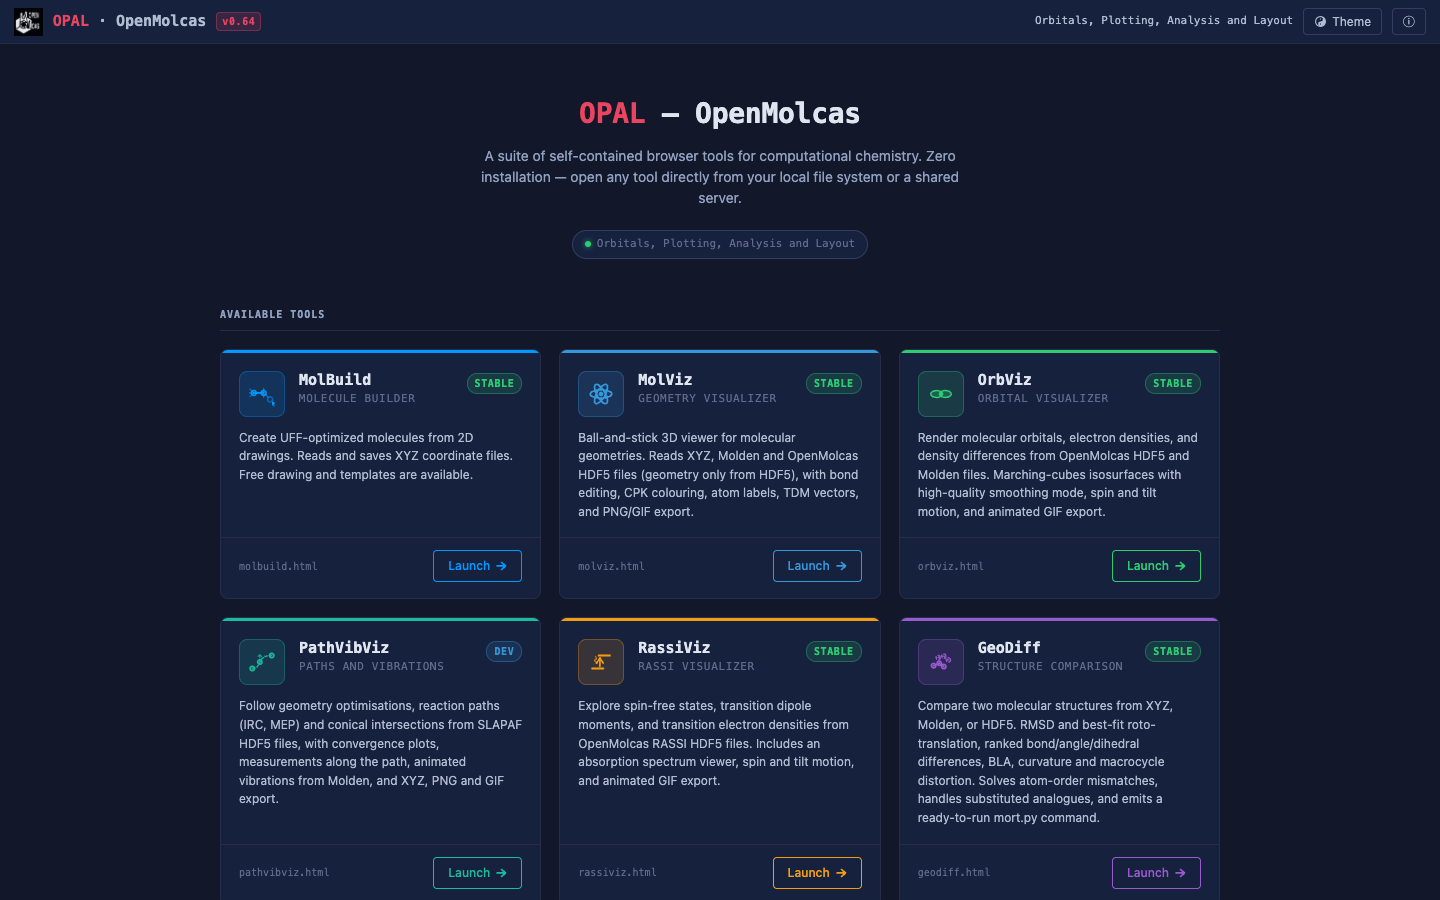 OPAL · OpenMolcas v0.64
Orbitals, Plotting, Analysis and Layout
Theme
OPAL — OpenMolcas
A suite of self-contained browser tools for computational chemistry. Zero
installation — open any tool directly from your local file system or a shared
server.
Orbitals, Plotting, Analysis and Layout
AVAILABLE TOOLS
MolBuild
MOLECULE BUILDER
STABLE
Create UFF-optimized molecules from 2D
drawings. Reads and saves XYZ coordinate files.
Free drawing and templates are available.
molbuild.html
Launch →
MolViz
GEOMETRY VISUALIZER
STABLE
Ball-and-stick 3D viewer for molecular
geometries. Reads XYZ, Molden and OpenMolcas
HDF5 files (geometry only from HDF5), with bond
editing, CPK colouring, atom labels, TDM vectors,
and PNG/GIF export.
molviz.html
Launch →
OrbViz
ORBITAL VISUALIZER
STABLE
Render molecular orbitals, electron densities, and
density differences from OpenMolcas HDF5 and
Molden files. Marching-cubes isosurfaces with
high-quality smoothing mode, spin and tilt
motion, and animated GIF export.
orbviz.html
Launch →
PathVibViz
PATHS AND VIBRATIONS
DEV
Follow geometry optimisations, reaction paths
(IRC, MEP) and conical intersections from SLAPAF
HDF5 files, with convergence plots,
measurements along the path, animated
vibrations from Molden, and XYZ, PNG and GIF
export.
pathvibviz.html
Launch →
RassiViz
RASSI VISUALIZER
STABLE
Explore spin-free states, transition dipole
moments, and transition electron densities from
OpenMolcas RASSI HDF5 files. Includes an
absorption spectrum viewer, spin and tilt motion,
and animated GIF export.
rassiviz.html
Launch →
GeoDiff
STRUCTURE COMPARISON
STABLE
Compare two molecular structures from XYZ,
Molden, or HDF5. RMSD and best-fit roto-
translation, ranked bond/angle/dihedral
differences, BLA, curvature and macrocycle
distortion. Solves atom-order mismatches,
handles substituted analogues, and emits a
ready-to-run mort.py command.
geodiff.html
Launch →